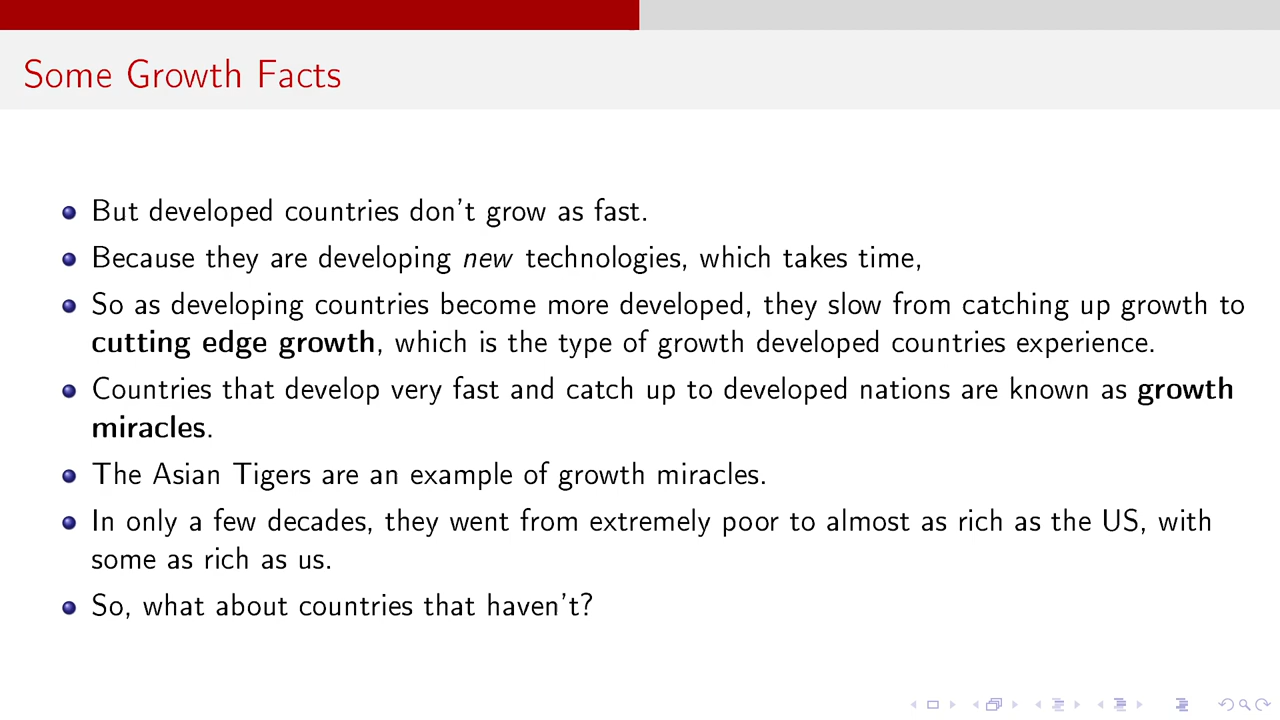 Some Growth Facts
But developed countries don't grow as fast.
Because they are developing new technologies, which takes time,
So as developing countries become more developed, they slow from catching up growth to
cutting edge growth, which is the type of growth developed countries experience.
Countries that develop very fast and catch up to developed nations are known as growth
miracles.
The Asian Tigers are an example of growth miracles.
In only a few decades, they went from extremely poor to almost as rich as the US, with
some as rich as us.
So, what about countries that haven't?